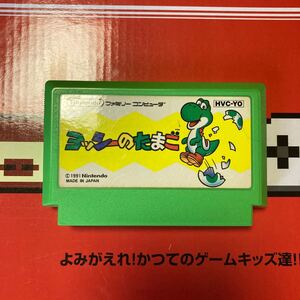 Nintendo ファミリー コンピュータ HVC-YO
ヨッシーのたまご
© 1991 Nintendo
MADE IN JAPAN
よみがえれ!かつてのゲームキッズ達!!